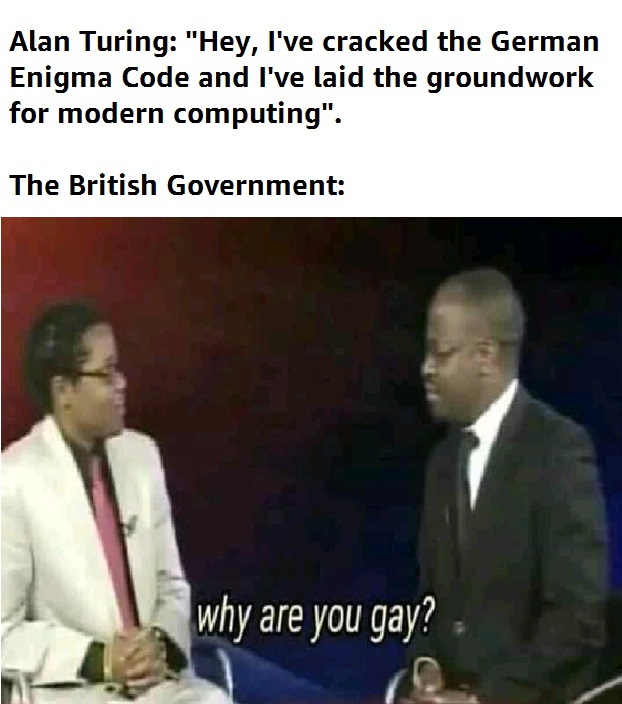 Alan Turing: "Hey, I've cracked the German
Enigma Code and I've laid the groundwork
for modern computing".
The British Government:
why are you gay?